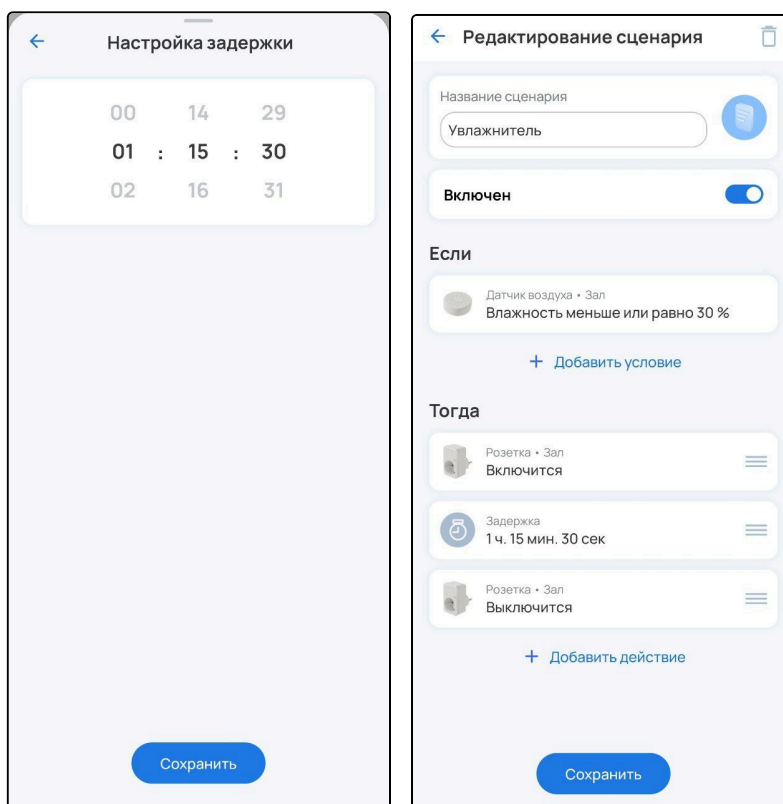 Настройка задержки
00 14 29
01 : 15 : 30
02 16 31
Сохранить
Редактирование сценария
Название сценария
Увлажнитель
Включен
Если
Датчик воздуха • Зал
Влажность меньше или равно 30 %
+ Добавить условие
Тогда
Розетка • Зал
Включится
Задержка
1 ч. 15 мин. 30 сек
Розетка • Зал
Выключится
+ Добавить действие
Сохранить